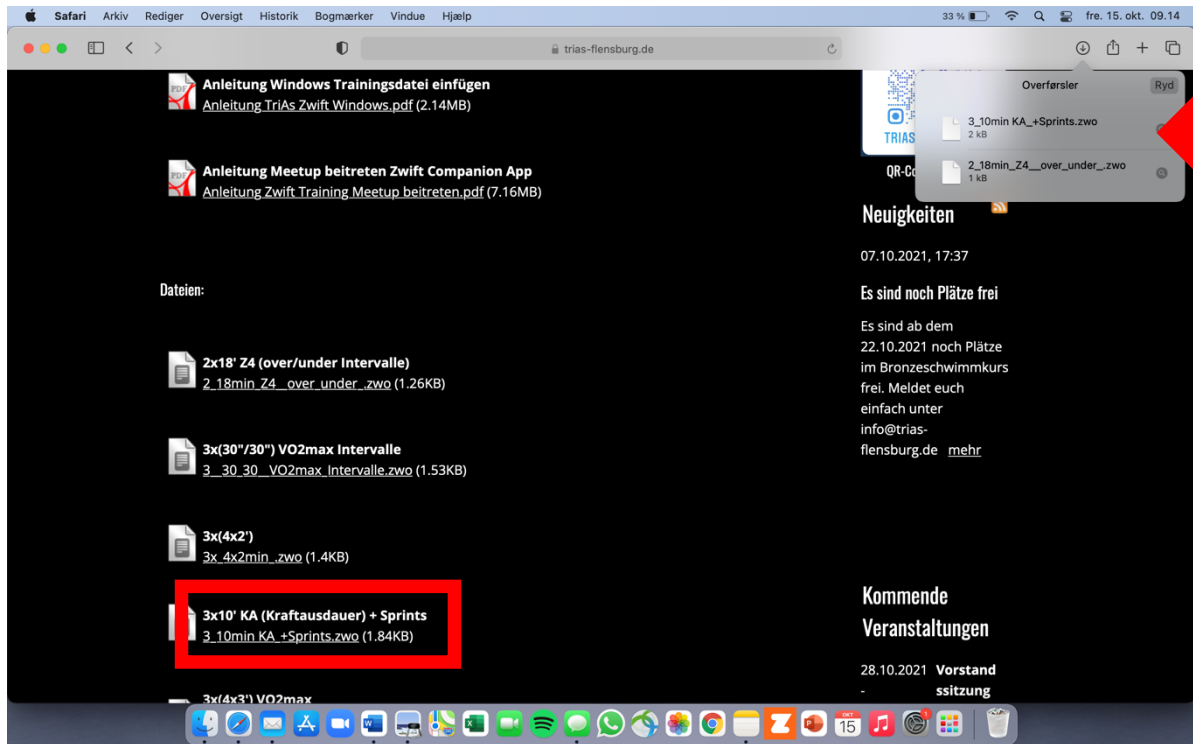 Safari Arkiv Rediger Oversigt Historik Bogmærker Vindue Hjælp
33 % fre. 15. okt. 09.14
trias-flensburg.de
Anleitung Windows Trainingsdatei einfügen
Anleitung TriAs Zwift Windows.pdf (2.14MB)
Anleitung Meetup beitreten Zwift Companion App
Anleitung Zwift Training Meetup beitreten.pdf (7.16MB)
Dateien:
2x18' Z4 (over/under Intervalle)
2_18min_Z4__over_under_.zwo (1.26KB)
3x(30"/30") VO2max Intervalle
3__30_30__VO2max_Intervalle.zwo (1.53KB)
3x(4x2')
3x_4x2min_.zwo (1.4KB)
3x10' KA (Kraftausdauer) + Sprints
3_10min KA_+Sprints.zwo (1.84KB)
3x(4x3') VO2max
Overførsler Ryd
3_10min KA_+Sprints.zwo
2 kB
2_18min_Z4__over_under_.zwo
1 kB
TRIAS
QR-Co
Neuigkeiten
07.10.2021, 17:37
Es sind noch Plätze frei
Es sind ab dem
22.10.2021 noch Plätze
im Bronzeschwimmkurs
frei. Meldet euch
einfach unter
info@trias-
flensburg.de mehr
Kommende
Veranstaltungen
28.10.2021 Vorstand
- ssitzung
OKT
15